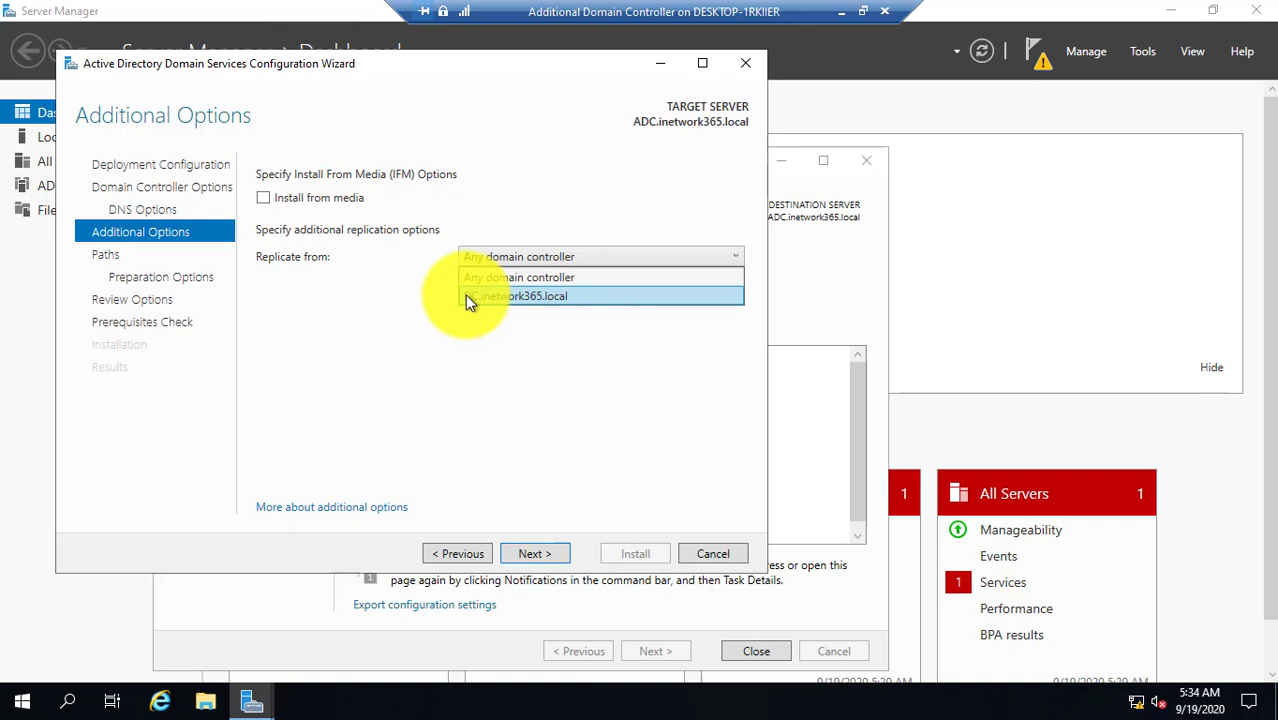 Server Manager
Additional Domain Controller on DESKTOP-1RKIIER
Manage
Tools
View
Help
Active Directory Domain Services Configuration Wizard
Additional Options
TARGET SERVER
ADC.inetwork365.local
Deployment Configuration
Domain Controller Options
DNS Options
Additional Options
Paths
Preparation Options
Review Options
Prerequisites Check
Installation
Results
Specify Install From Media (IFM) Options
Install from media
Specify additional replication options
Replicate from:
Any domain controller
Any domain controller
DC.inetwork365.local
More about additional options
< Previous
Next >
Install
Cancel
DESTINATION SERVER
ADC.inetwork365.local
Hide
1
All Servers
1
Manageability
Events
1
Services
Performance
BPA results
or open this
page again by clicking Notifications in the command bar, and then Task Details.
Export configuration settings
< Previous
Next >
Close
Cancel
5:34 AM
9/19/2020